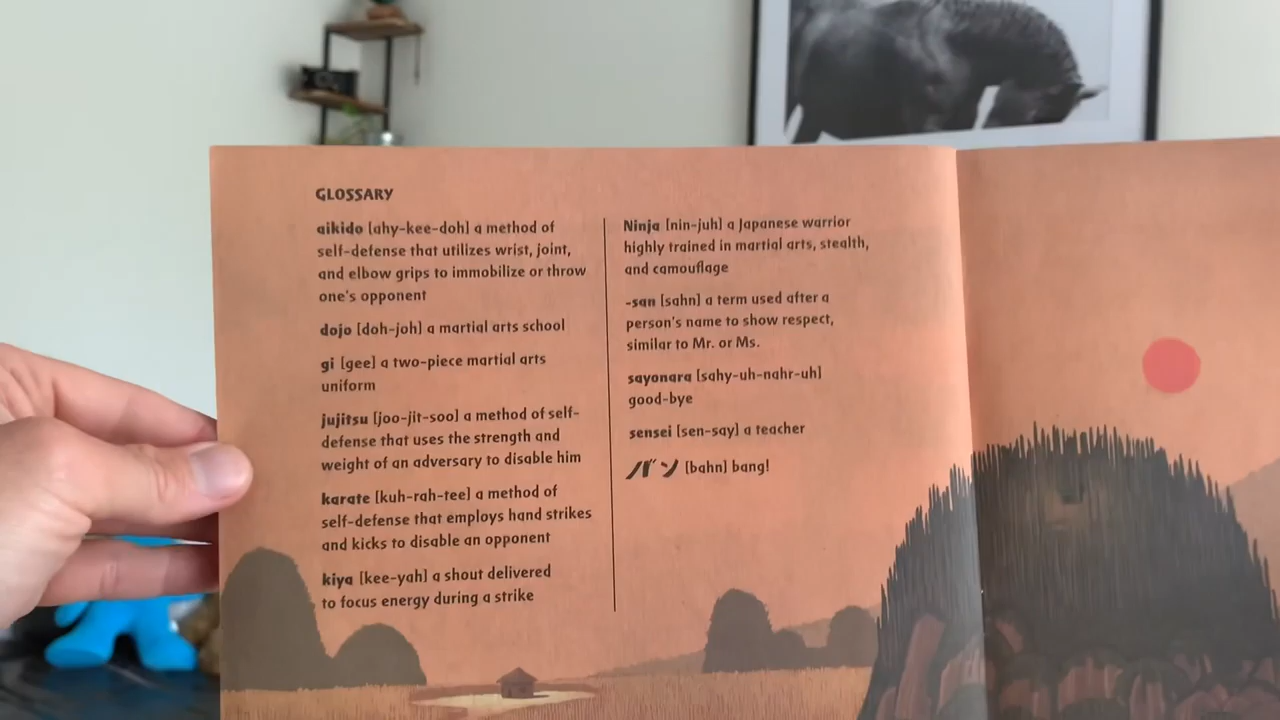 GLOSSARY
aikido [ahy-kee-doh] a method of
self-defense that utilizes wrist, joint,
and elbow grips to immobilize or throw
one's opponent
dojo [doh-joh] a martial arts school
gi [gee] a two-piece martial arts
uniform
jujitsu [joo-jit-soo] a method of self-
defense that uses the strength and
weight of an adversary to disable him
karate [kuh-rah-tee] a method of
self-defense that employs hand strikes
and kicks to disable an opponent
kiya [kee-yah] a shout delivered
to focus energy during a strike
Ninja [nin-juh] a Japanese warrior
highly trained in martial arts, stealth,
and camouflage
-san [sahn] a term used after a
person's name to show respect,
similar to Mr. or Ms.
sayonara [sahy-uh-nahr-uh]
good-bye
sensei [sen-say] a teacher
バン [bahn] bang!